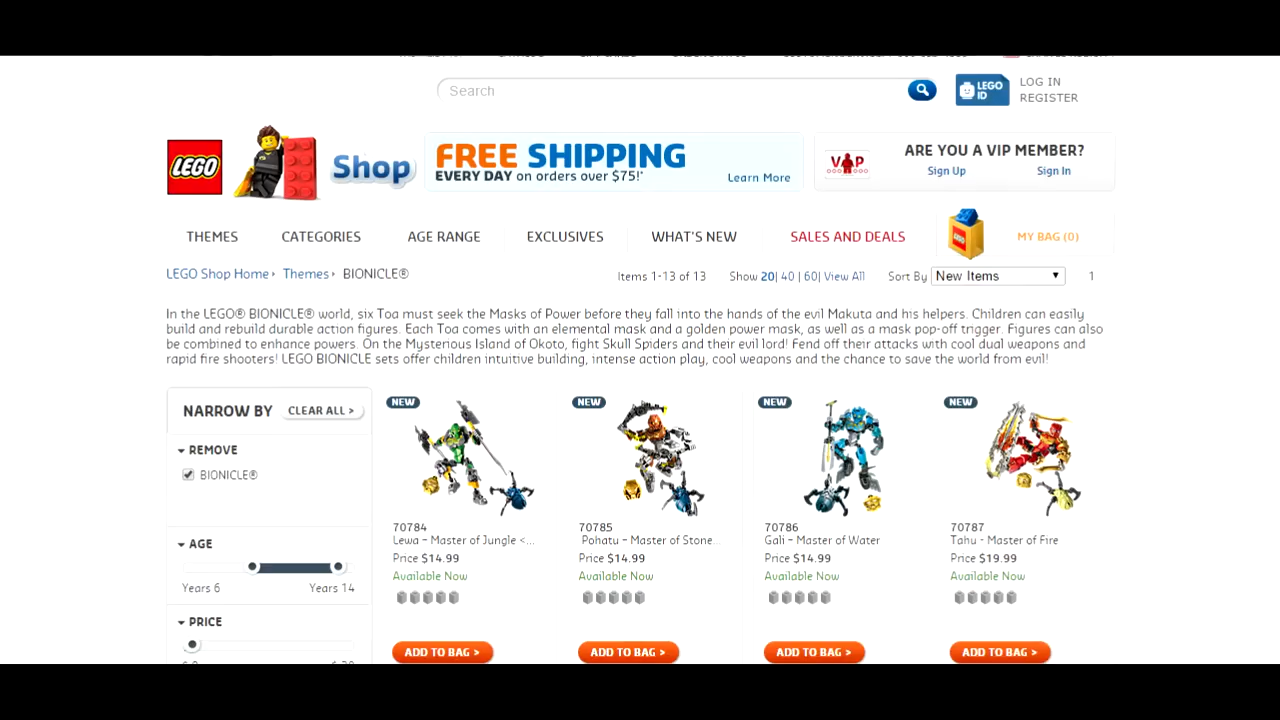 Search
LEGO ID
LOG IN
REGISTER
LEGO
Shop
FREE SHIPPING
EVERY DAY on orders over $75!*
Learn More
VIP
ARE YOU A VIP MEMBER?
Sign Up
Sign In
THEMES
CATEGORIES
AGE RANGE
EXCLUSIVES
WHAT'S NEW
SALES AND DEALS
LEGO
MY BAG (0)
LEGO Shop Home › Themes › BIONICLE®
Items 1-13 of 13
Show 20| 40 | 60| View All
Sort By New Items
1
In the LEGO® BIONICLE® world, six Toa must seek the Masks of Power before they fall into the hands of the evil Makuta and his helpers. Children can easily
build and rebuild durable action figures. Each Toa comes with an elemental mask and a golden power mask, as well as a mask pop-off trigger. Figures can also
be combined to enhance powers. On the Mysterious Island of Okoto, fight Skull Spiders and their evil lord! Fend off their attacks with cool dual weapons and
rapid fire shooters! LEGO BIONICLE sets offer children intuitive building, intense action play, cool weapons and the chance to save the world from evil!
NARROW BY
CLEAR ALL >
REMOVE
BIONICLE®
AGE
Years 6
Years 14
PRICE
NEW
70784
Lewa – Master of Jungle <...
Price $14.99
Available Now
ADD TO BAG >
NEW
70785
Pohatu – Master of Stone...
Price $14.99
Available Now
ADD TO BAG >
NEW
70786
Gali – Master of Water
Price $14.99
Available Now
ADD TO BAG >
NEW
70787
Tahu - Master of Fire
Price $19.99
Available Now
ADD TO BAG >